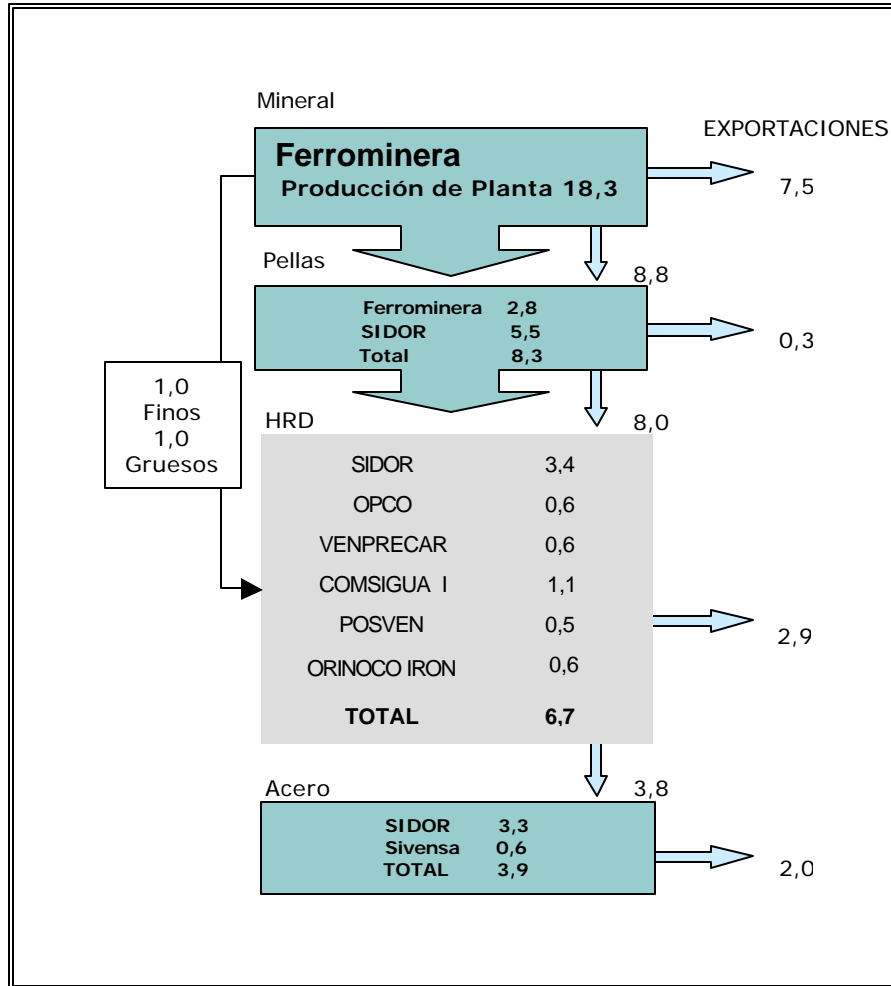 Mineral
EXPORTACIONES
Ferrominera
Producción de Planta 18,3
7,5
Pellas
8,8
Ferrominera 2,8
SIDOR 5,5
Total 8,3
0,3
1,0
Finos
1,0
Gruesos
HRD
8,0
SIDOR 3,4
OPCO 0,6
VENPRECAR 0,6
COMSIGUA I 1,1
POSVEN 0,5
ORINOCO IRON 0,6
TOTAL 6,7
2,9
Acero
3,8
SIDOR 3,3
Sivensa 0,6
TOTAL 3,9
2,0